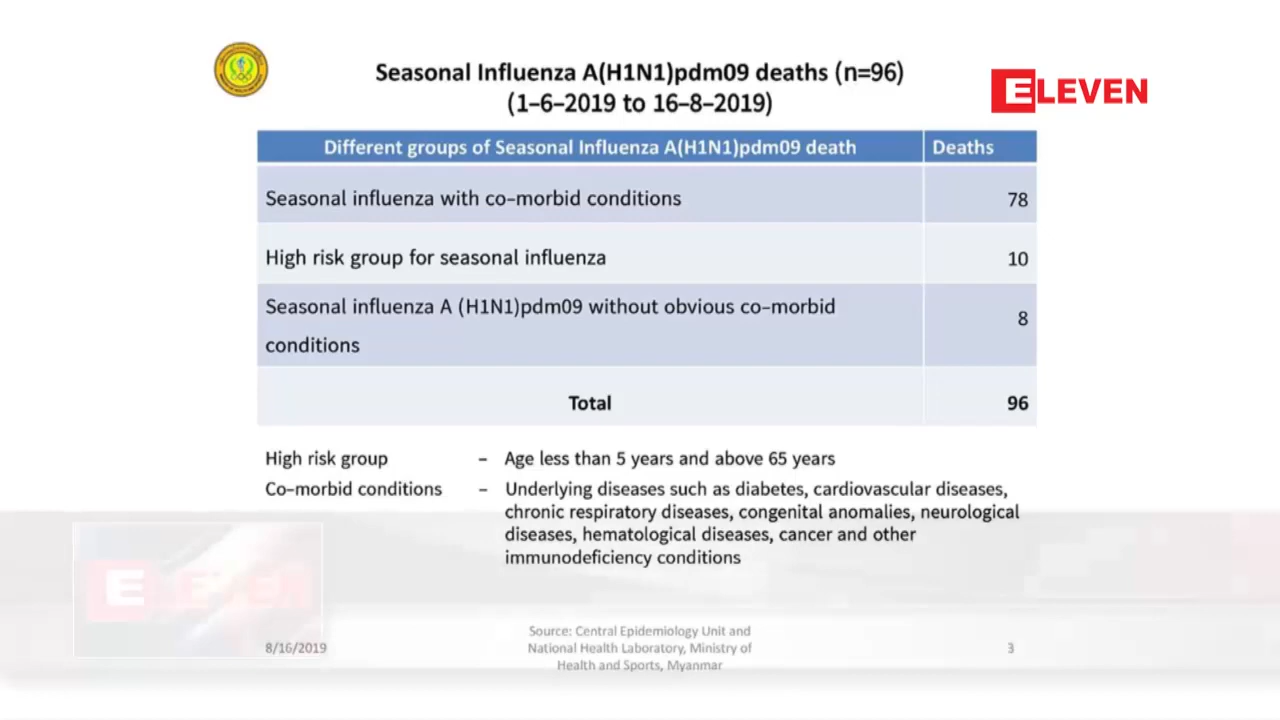 Seasonal Influenza A(H1N1)pdm09 deaths (n=96)
(1-6-2019 to 16-8-2019)
ELEVEN
Different groups of Seasonal Influenza A(H1N1)pdm09 death Deaths
Seasonal influenza with co-morbid conditions 78
High risk group for seasonal influenza 10
Seasonal influenza A (H1N1)pdm09 without obvious co-morbid
conditions 8
Total 96
High risk group - Age less than 5 years and above 65 years
Co-morbid conditions - Underlying diseases such as diabetes, cardiovascular diseases,
chronic respiratory diseases, congenital anomalies, neurological
diseases, hematological diseases, cancer and other
immunodeficiency conditions
ELEVEN
8/16/2019
Source: Central Epidemiology Unit and
National Health Laboratory, Ministry of
Health and Sports, Myanmar
3